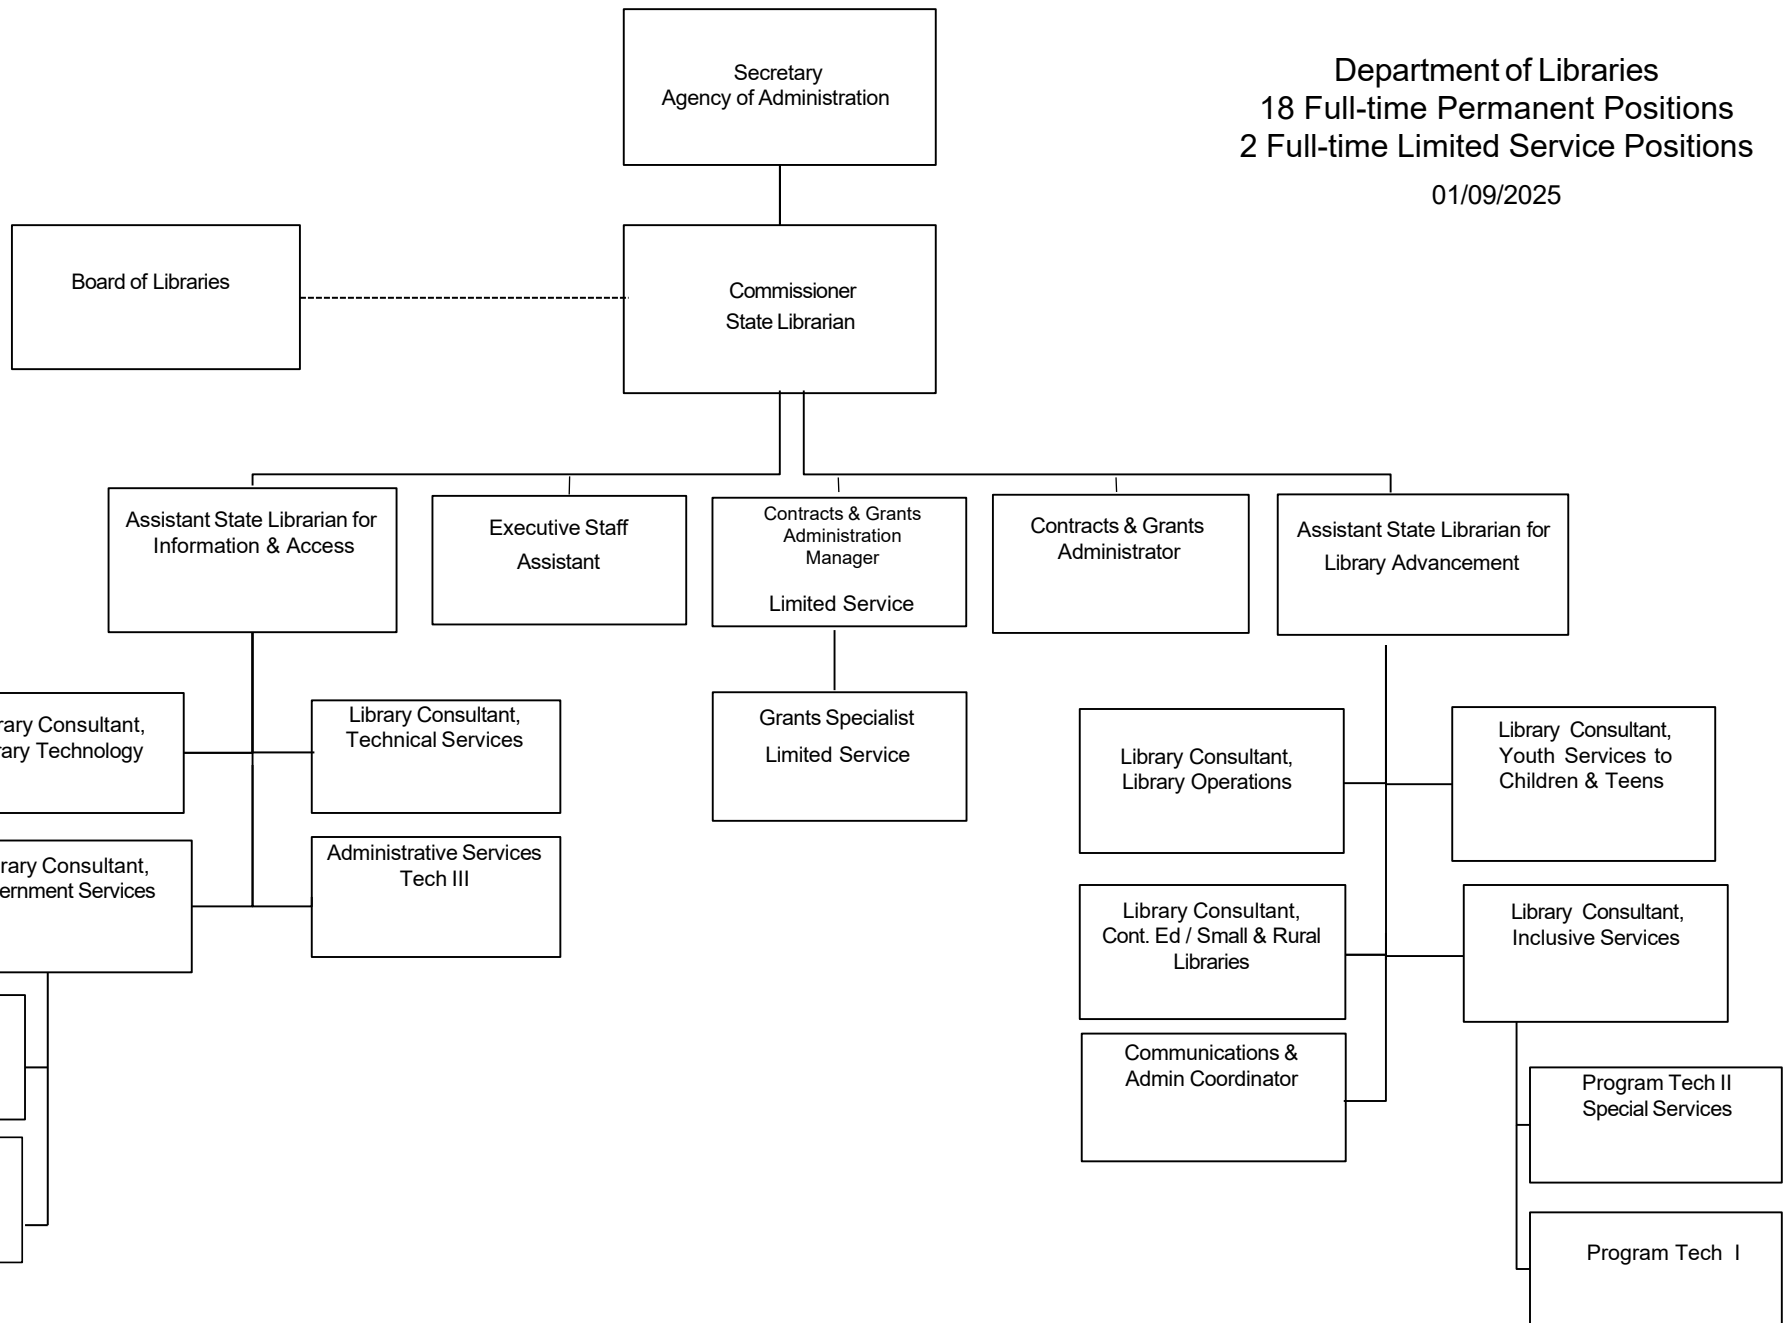 Secretary
Agency of Administration
Department of Libraries
18 Full-time Permanent Positions
2 Full-time Limited Service Positions
01/09/2025
Board of Libraries
Commissioner
State Librarian
Assistant State Librarian for
Information & Access
Executive Staff
Assistant
Contracts & Grants
Administration
Manager
Limited Service
Contracts & Grants
Administrator
Assistant State Librarian for
Library Advancement
Consultant,
Technology
Library Consultant,
Technical Services
Grants Specialist
Limited Service
Library Consultant,
Library Operations
Library Consultant,
Youth Services to
Children & Teens
Consultant,
Services
Administrative Services
Tech III
Library Consultant,
Cont. Ed / Small & Rural
Libraries
Library Consultant,
Inclusive Services
Communications &
Admin Coordinator
Program Tech II
Special Services
Program Tech I